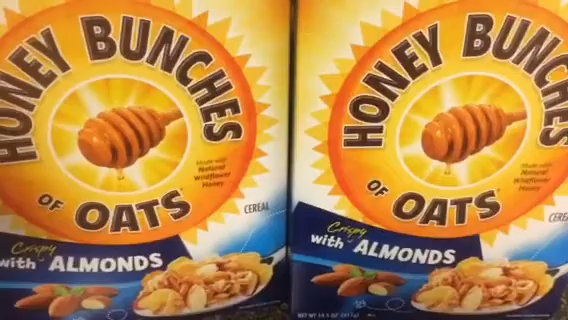 HONEY BUNCHES
OF OATS
Made with
Natural
Wildflower
Honey
CEREAL
Crispy
with ALMONDS
HONEY BUNCHES
OF OATS
Made with
Natural
Wildflower
Honey
CEREAL
Crispy
with ALMONDS